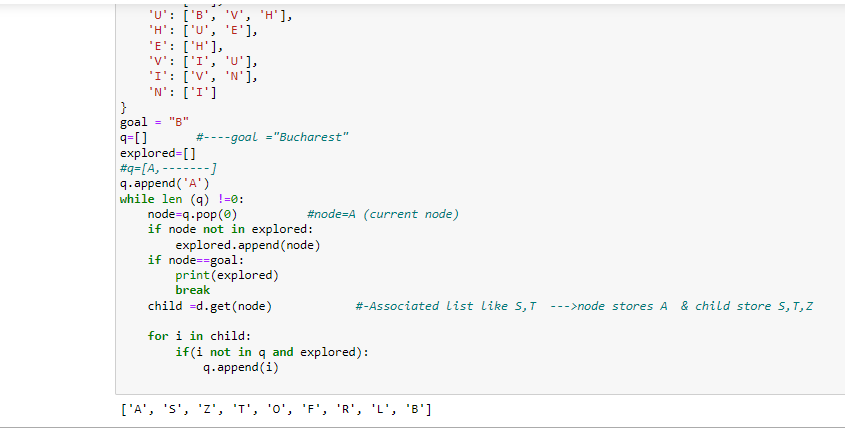 'U': ['B', 'V', 'H'],
'H': ['U', 'E'],
'E': ['H'],
'V': ['I', 'U'],
'I': ['V', 'N'],
'N': ['I']
}
goal = "B"
q=[] #----goal ="Bucharest"
explored=[]
#q=[A,-------]
q.append('A')
while len (q) !=0:
node=q.pop(0) #node=A (current node)
if node not in explored:
explored.append(node)
if node==goal:
print(explored)
break
child =d.get(node) #-Associated list like S,T --->node stores A & child store S,T,Z
for i in child:
if(i not in q and explored):
q.append(i)
['A', 'S', 'Z', 'T', 'O', 'F', 'R', 'L', 'B']